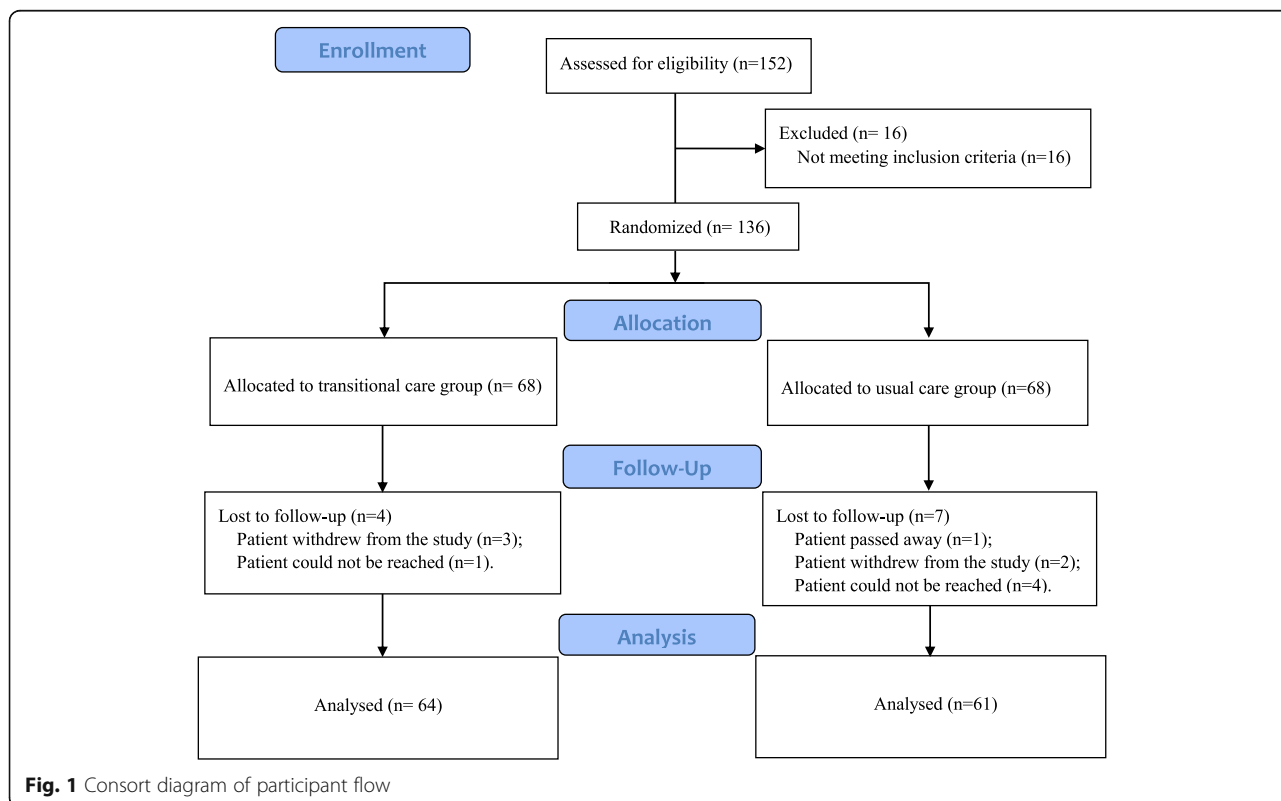 Enrollment
Assessed for eligibility (n=152)
Excluded (n= 16)
Not meeting inclusion criteria (n=16)
Randomized (n= 136)
Allocation
Allocated to transitional care group (n= 68)
Allocated to usual care group (n=68)
Follow-Up
Lost to follow-up (n=4)
Patient withdrew from the study (n=3);
Patient could not be reached (n=1).
Lost to follow-up (n=7)
Patient passed away (n=1);
Patient withdrew from the study (n=2);
Patient could not be reached (n=4).
Analysis
Analysed (n= 64)
Analysed (n=61)
Fig. 1 Consort diagram of participant flow